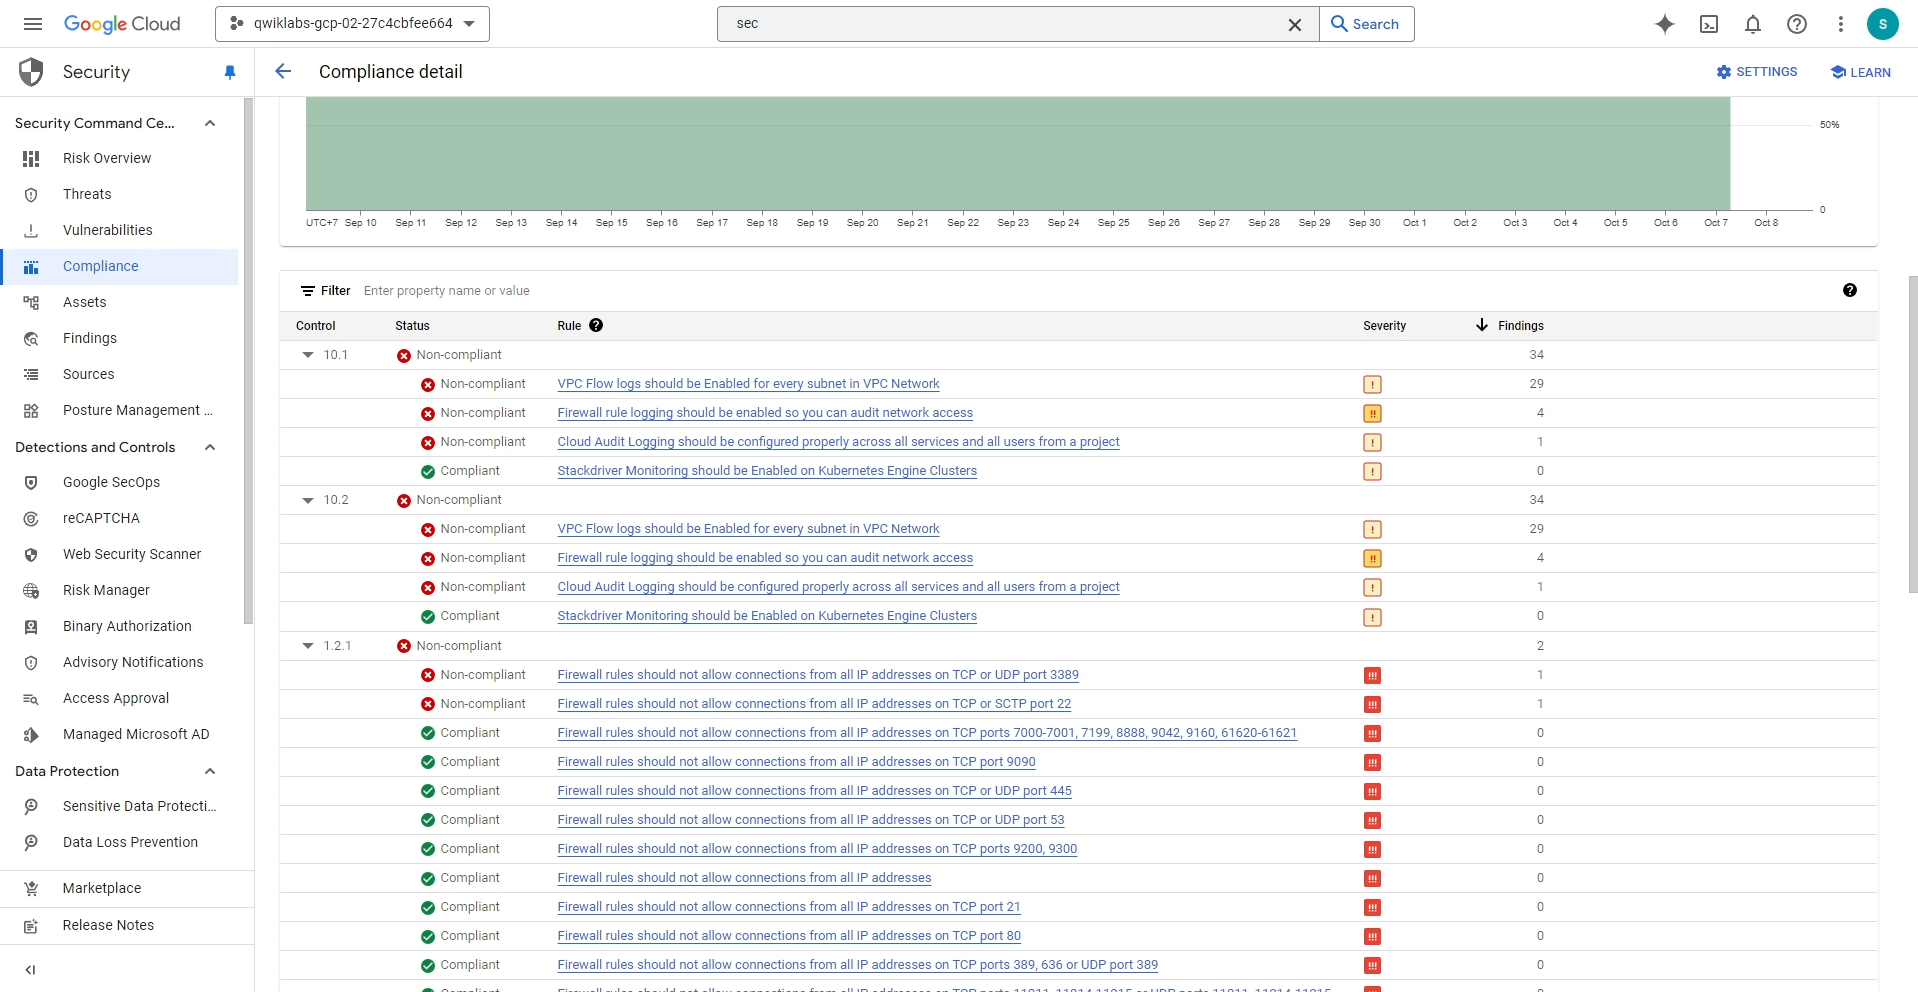 Google Cloud
qwiklabs-gcp-02-27c4cbfee664
sec
Search
S
Security
Compliance detail
SETTINGS
LEARN
Security Command Ce...
Risk Overview
Threats
Vulnerabilities
Compliance
Assets
Findings
Sources
Posture Management ...
Detections and Controls
Google SecOps
reCAPTCHA
Web Security Scanner
Risk Manager
Binary Authorization
Advisory Notifications
Access Approval
Managed Microsoft AD
Data Protection
Sensitive Data Protecti...
Data Loss Prevention
Marketplace
Release Notes
50%
0
UTC+7 Sep 10 Sep 11 Sep 12 Sep 13 Sep 14 Sep 15 Sep 16 Sep 17 Sep 18 Sep 19 Sep 20 Sep 21 Sep 22 Sep 23 Sep 24 Sep 25 Sep 26 Sep 27 Sep 28 Sep 29 Sep 30 Oct 1 Oct 2 Oct 3 Oct 4 Oct 5 Oct 6 Oct 7 Oct 8
Filter Enter property name or value
Control Status Rule Severity Findings
10.1 Non-compliant 34
Non-compliant VPC Flow logs should be Enabled for every subnet in VPC Network 29
Non-compliant Firewall rule logging should be enabled so you can audit network access 4
Non-compliant Cloud Audit Logging should be configured properly across all services and all users from a project 1
Compliant Stackdriver Monitoring should be Enabled on Kubernetes Engine Clusters 0
10.2 Non-compliant 34
Non-compliant VPC Flow logs should be Enabled for every subnet in VPC Network 29
Non-compliant Firewall rule logging should be enabled so you can audit network access 4
Non-compliant Cloud Audit Logging should be configured properly across all services and all users from a project 1
Compliant Stackdriver Monitoring should be Enabled on Kubernetes Engine Clusters 0
1.2.1 Non-compliant 2
Non-compliant Firewall rules should not allow connections from all IP addresses on TCP or UDP port 3389 1
Non-compliant Firewall rules should not allow connections from all IP addresses on TCP or SCTP port 22 1
Compliant Firewall rules should not allow connections from all IP addresses on TCP ports 7000-7001, 7199, 8888, 9042, 9160, 61620-61621 0
Compliant Firewall rules should not allow connections from all IP addresses on TCP port 9090 0
Compliant Firewall rules should not allow connections from all IP addresses on TCP or UDP port 445 0
Compliant Firewall rules should not allow connections from all IP addresses on TCP or UDP port 53 0
Compliant Firewall rules should not allow connections from all IP addresses on TCP ports 9200, 9300 0
Compliant Firewall rules should not allow connections from all IP addresses 0
Compliant Firewall rules should not allow connections from all IP addresses on TCP port 21 0
Compliant Firewall rules should not allow connections from all IP addresses on TCP port 80 0
Compliant Firewall rules should not allow connections from all IP addresses on TCP ports 389, 636 or UDP port 389 0